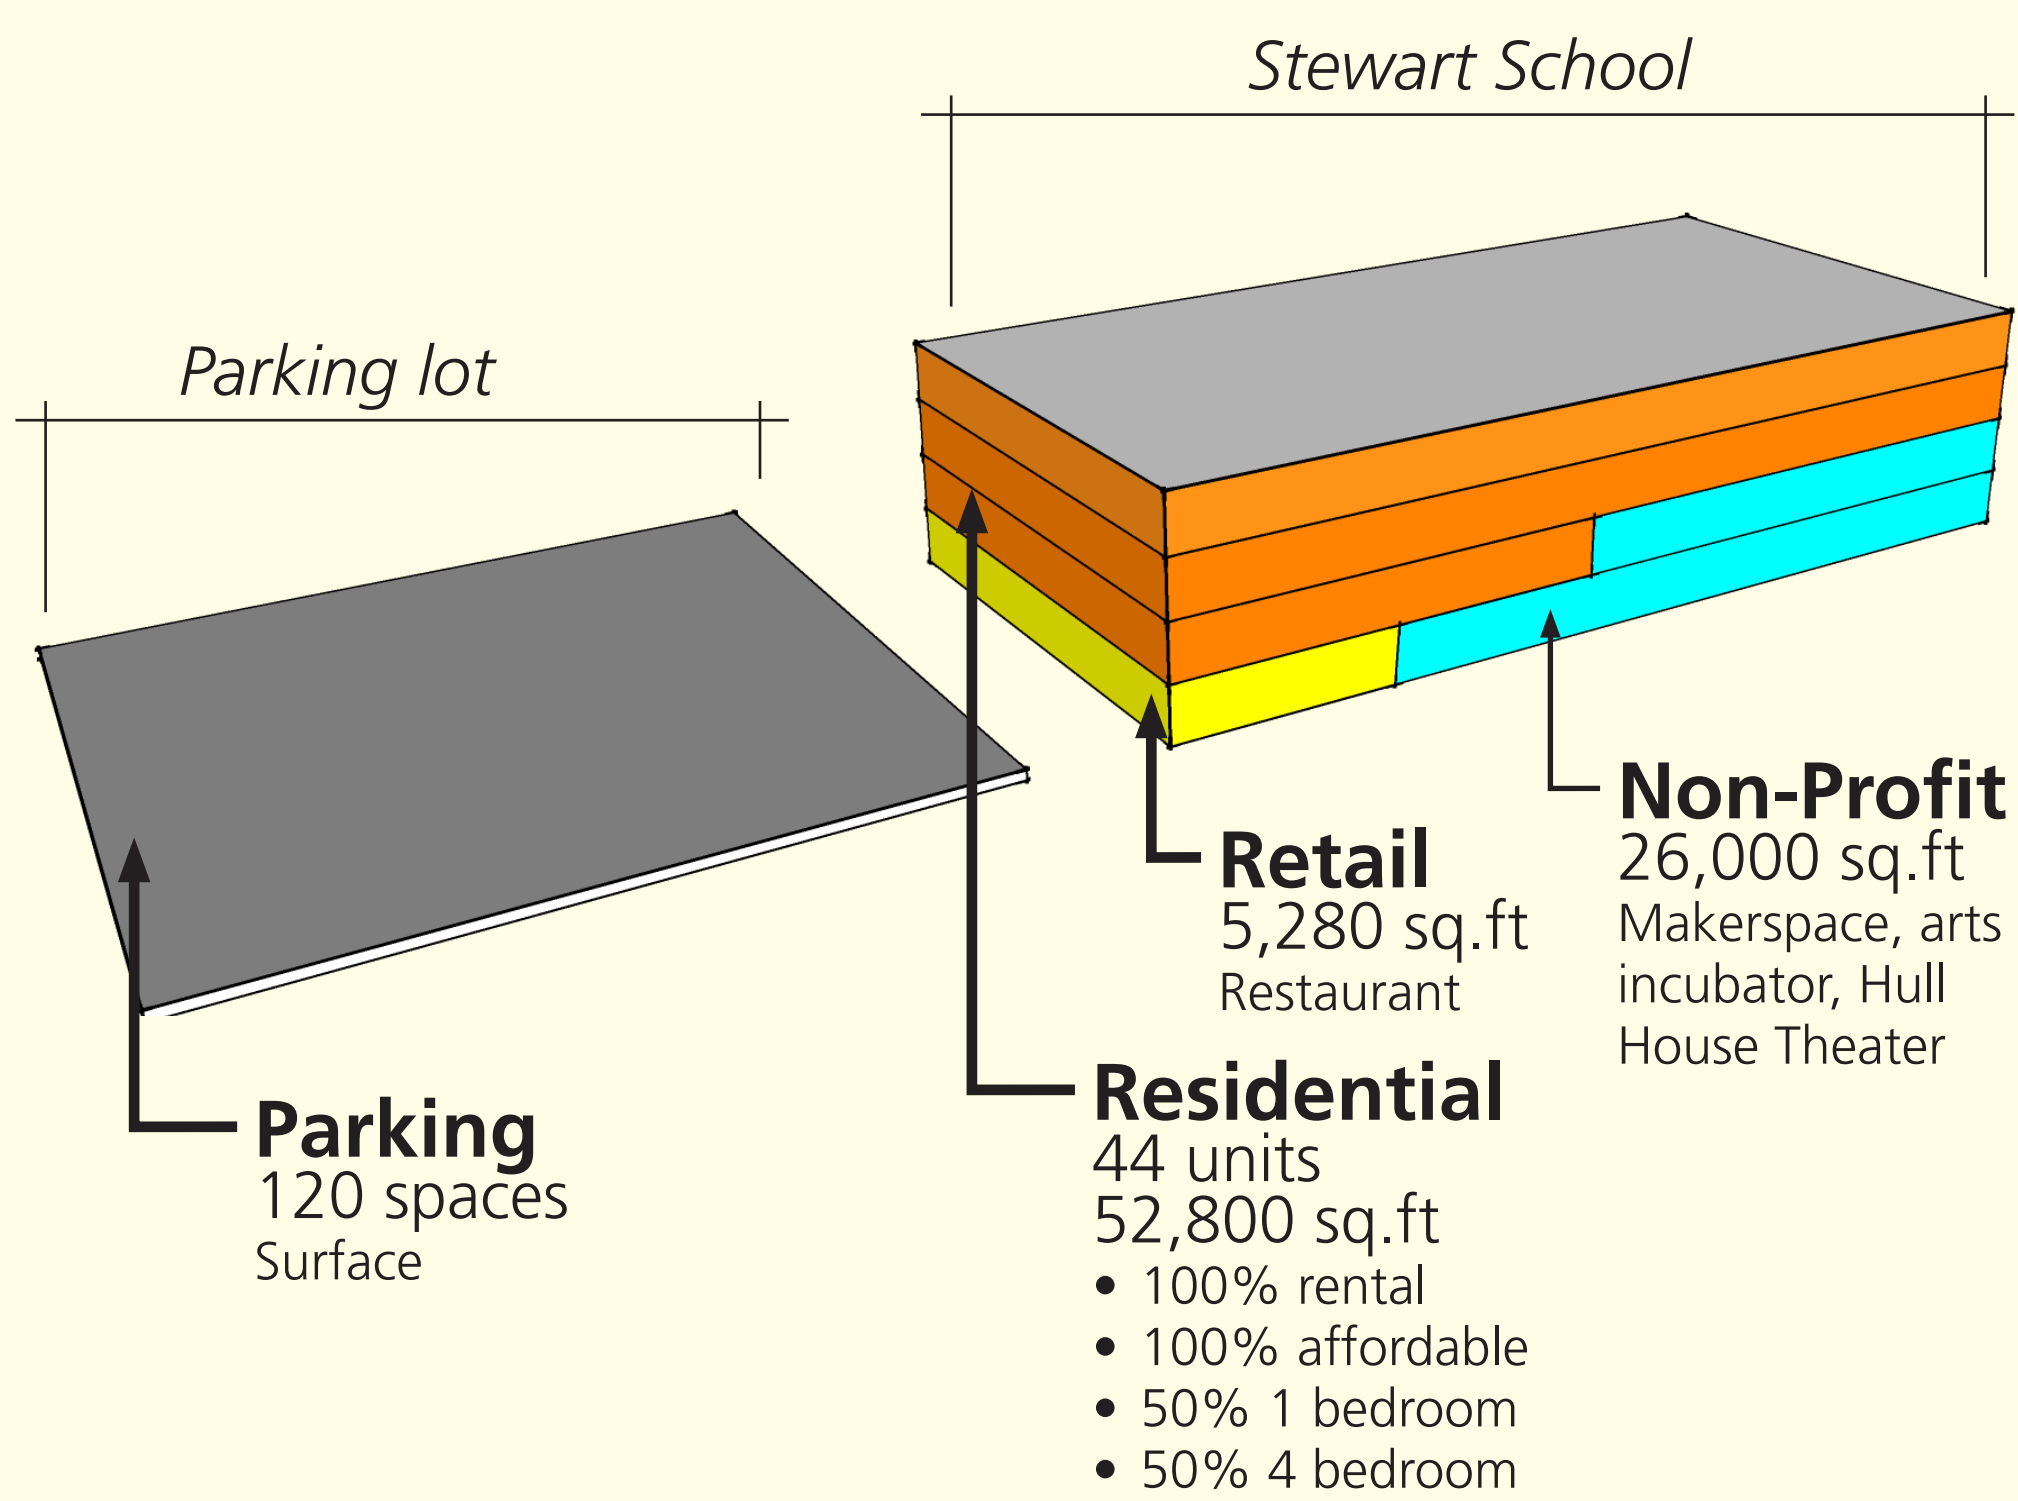 Stewart School
Parking lot
Non-Profit
26,000 sq.ft
Makerspace, arts
incubator, Hull
House Theater
Retail
5,280 sq.ft
Restaurant
Residential
44 units
52,800 sq.ft
• 100% rental
• 100% affordable
• 50% 1 bedroom
• 50% 4 bedroom
Parking
120 spaces
Surface